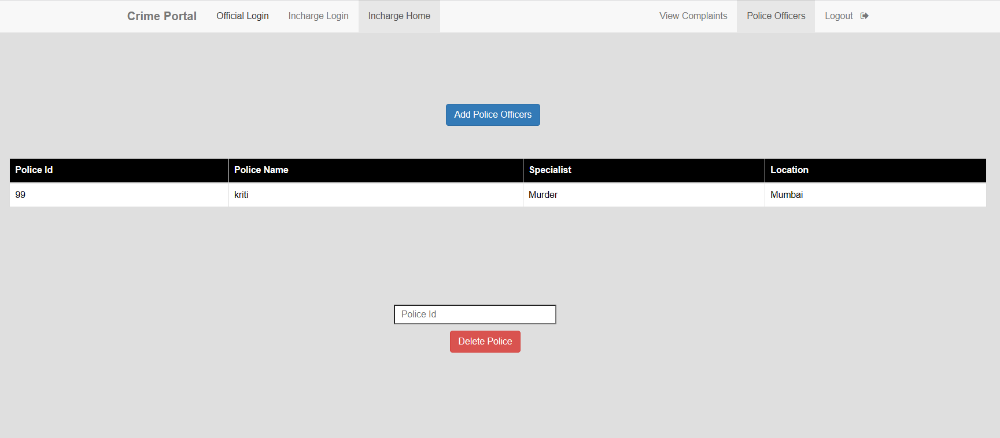 Crime Portal Official Login Incharge Login Incharge Home View Complaints Police Officers Logout
Add Police Officers
Police Id Police Name Specialist Location
99 kriti Murder Mumbai
Police Id
Delete Police